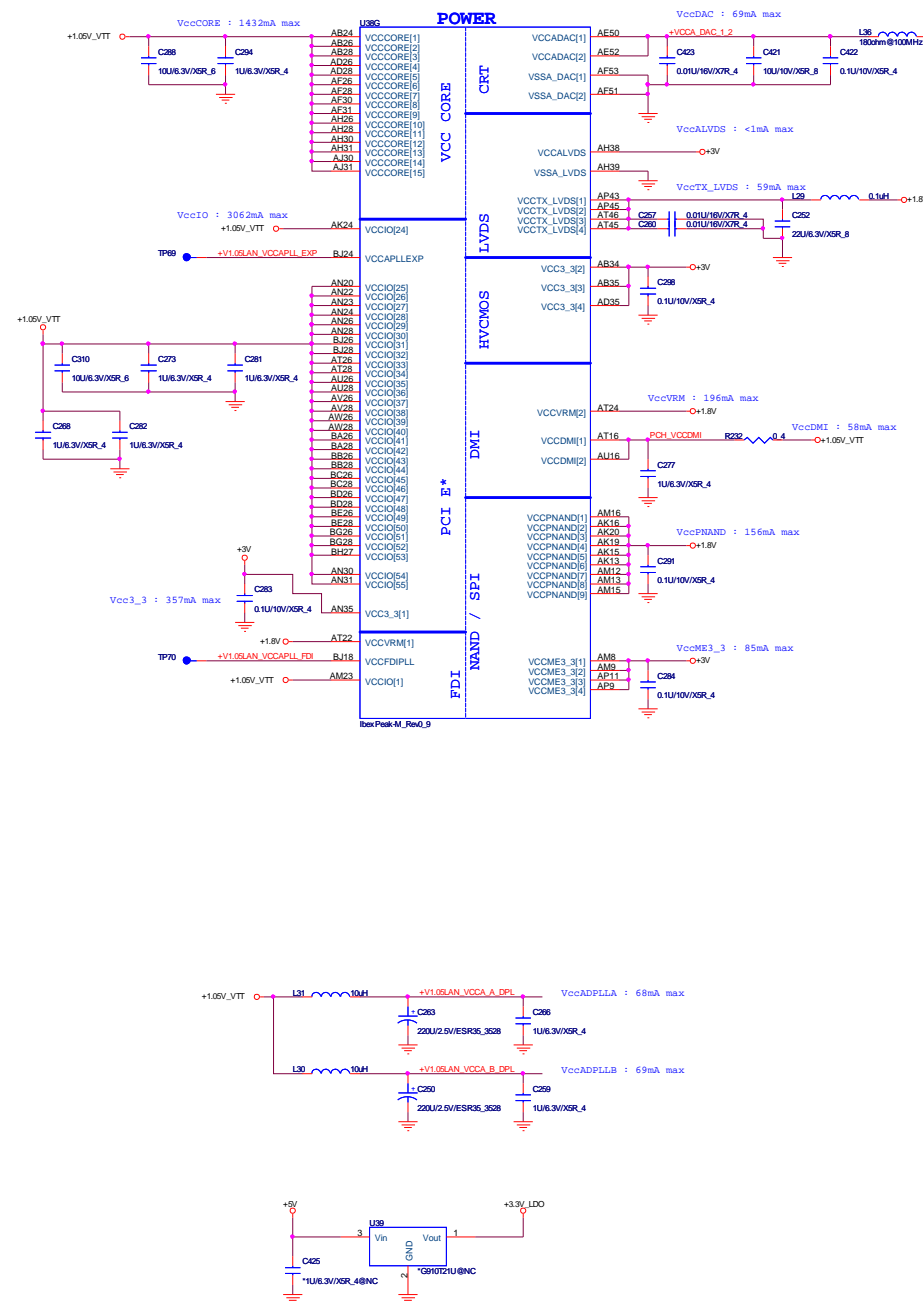 POWER
VccCORE : 1432mA max
+1.05V_VTT
C288
10U/6.3V/X5R_6
C294
1U/6.3V/X5R_4
U38G
AB24 VCCCORE[1]
AB26 VCCCORE[2]
AB28 VCCCORE[3]
AD26 VCCCORE[4]
AD28 VCCCORE[5]
AF26 VCCCORE[6]
AF28 VCCCORE[7]
AF30 VCCCORE[8]
AF31 VCCCORE[9]
AH26 VCCCORE[10]
AH28 VCCCORE[11]
AH30 VCCCORE[12]
AH31 VCCCORE[13]
AJ30 VCCCORE[14]
AJ31 VCCCORE[15]
VCC CORE
VccIO : 3062mA max
+1.05V_VTT
AK24 VCCIO[24]
TP69
+V1.05LAN_VCCAPLL_EXP
BJ24 VCCAPLLEXP
AN20 VCCIO[25]
AN22 VCCIO[26]
AN23 VCCIO[27]
AN24 VCCIO[28]
AN26 VCCIO[29]
AN28 VCCIO[30]
BJ26 VCCIO[31]
BJ28 VCCIO[32]
AT26 VCCIO[33]
AT28 VCCIO[34]
AU26 VCCIO[35]
AU28 VCCIO[36]
AV26 VCCIO[37]
AV28 VCCIO[38]
AW26 VCCIO[39]
AW28 VCCIO[40]
BA26 VCCIO[41]
BA28 VCCIO[42]
BB26 VCCIO[43]
BB28 VCCIO[44]
BC26 VCCIO[45]
BC28 VCCIO[46]
BD26 VCCIO[47]
BD28 VCCIO[48]
BE26 VCCIO[49]
BE28 VCCIO[50]
BG26 VCCIO[51]
BG28 VCCIO[52]
BH27 VCCIO[53]
AN30 VCCIO[54]
AN31 VCCIO[55]
PCI E*
+1.05V_VTT
C310
10U/6.3V/X5R_6
C273
1U/6.3V/X5R_4
C281
1U/6.3V/X5R_4
C268
1U/6.3V/X5R_4
C282
1U/6.3V/X5R_4
+3V
C283
0.1U/10V/X5R_4
Vcc3_3 : 357mA max
AN35 VCC3_3[1]
+1.8V
AT22 VCCVRM[1]
TP70
+V1.05LAN_VCCAPLL_FDI
BJ18 VCCFDIPLL
+1.05V_VTT
AM23 VCCIO[1]
FDI
IbexPeak-M_Rev0_9
CRT
VccDAC : 69mA max
VCCADAC[1] AE50
+VCCA_DAC_1_2
VCCADAC[2] AE52
VSSA_DAC[1] AF53
VSSA_DAC[2] AF51
C423
0.01U/16V/X7R_4
C421
10U/10V/X5R_8
C422
0.1U/10V/X5R_4
L36
180ohm@100MHz
LVDS
VccALVDS : <1mA max
VCCALVDS AH38
+3V
VSSA_LVDS AH39
VccTX_LVDS : 59mA max
VCCTX_LVDS[1] AP43
VCCTX_LVDS[2] AP45
VCCTX_LVDS[3] AT46
VCCTX_LVDS[4] AT45
C257 0.01U/16V/X7R_4
C260 0.01U/16V/X7R_4
L29 0.1uH
+1.8
C252
22U/6.3V/X5R_8
HVCMOS
VCC3_3[2] AB34
VCC3_3[3] AB35
VCC3_3[4] AD35
+3V
C298
0.1U/10V/X5R_4
DMI
VccVRM : 196mA max
VCCVRM[2] AT24
+1.8V
VccDMI : 58mA max
VCCDMI[1] AT16
VCCDMI[2] AU16
PCH_VCCDMI
R232 0_4
+1.05V_VTT
C277
1U/6.3V/X5R_4
NAND / SPI
VCCPNAND[1] AM16
VCCPNAND[2] AK16
VCCPNAND[3] AK20
VCCPNAND[4] AK19
VCCPNAND[5] AK15
VCCPNAND[6] AK13
VCCPNAND[7] AM12
VCCPNAND[8] AM13
VCCPNAND[9] AM15
VccPNAND : 156mA max
+1.8V
C291
0.1U/10V/X5R_4
VccME3_3 : 85mA max
VCCME3_3[1] AM8
VCCME3_3[2] AM9
VCCME3_3[3] AP11
VCCME3_3[4] AP9
+3V
C284
0.1U/10V/X5R_4
+1.05V_VTT
L31 10uH
+V1.05LAN_VCCA_A_DPL
VccADPLLA : 68mA max
+ C263
220U/2.5V/ESR35_3528
C266
1U/6.3V/X5R_4
L30 10uH
+V1.05LAN_VCCA_B_DPL
VccADPLLB : 69mA max
+ C250
220U/2.5V/ESR35_3528
C259
1U/6.3V/X5R_4
+5V
+3.3V_LDO
U39
3 Vin
Vout 1
GND
2
*G910T21U@NC
C425
*1U/6.3V/X5R_4@NC